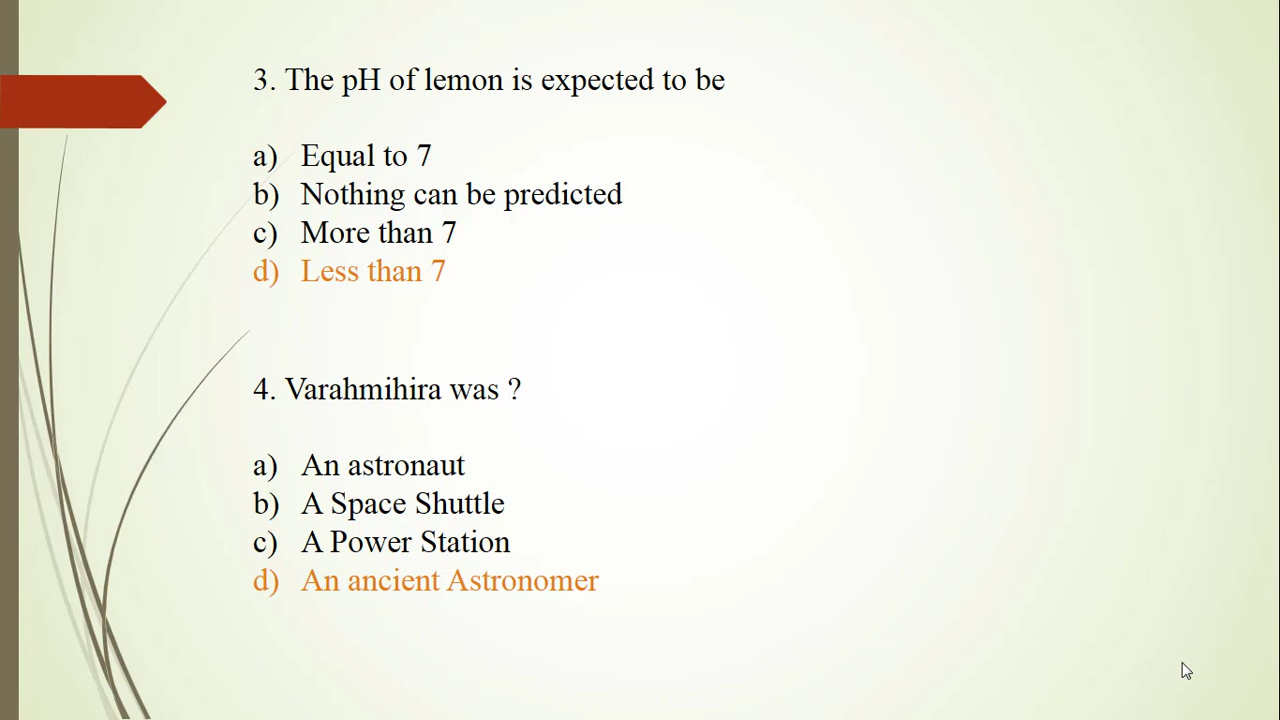 3. The pH of lemon is expected to be
a) Equal to 7
b) Nothing can be predicted
c) More than 7
d) Less than 7
4. Varahmihira was ?
a) An astronaut
b) A Space Shuttle
c) A Power Station
d) An ancient Astronomer